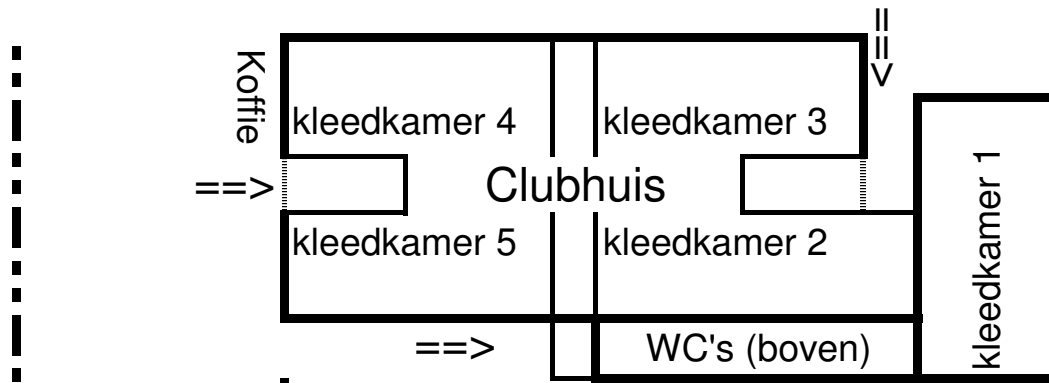 Koffie
==>
kleedkamer 4
kleedkamer 3
==>
Clubhuis
kleedkamer 5
kleedkamer 2
kleedkamer 1
==>
WC's (boven)